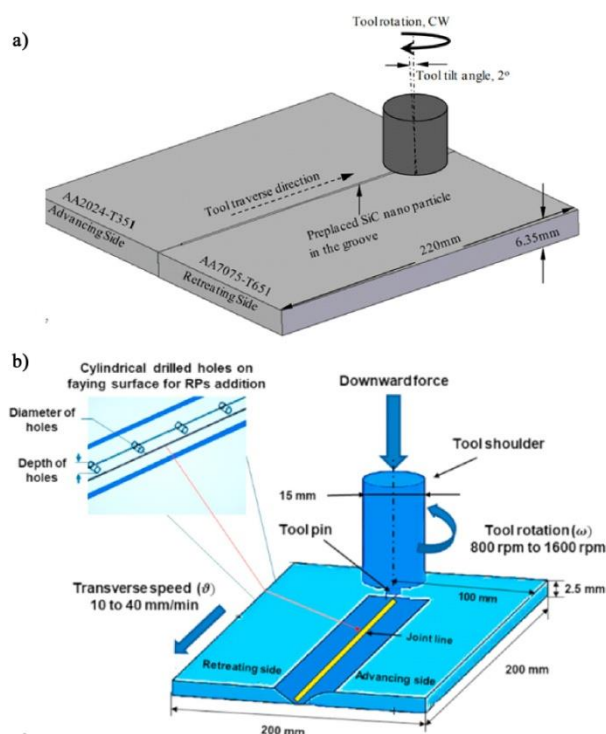 a)
Tool rotation, CW
Tool tilt angle, 2°
Tool traverse direction
AA2024-T351
Advancing Side
Preplaced SiC nano particle
in the groove
AA7075-T651
Retreating Side
220mm
6.35mm
b)
Cylindrical drilled holes on
faying surface for RPs addition
Diameter of
holes
Depth of
holes
Downward force
Tool shoulder
15 mm
Tool pin
Tool rotation (ω)
800 rpm to 1600 rpm
Transverse speed (ϑ)
10 to 40 mm/min
100 mm
2.5 mm
Joint line
Retreating side
Advancing side
200 mm
200 mm